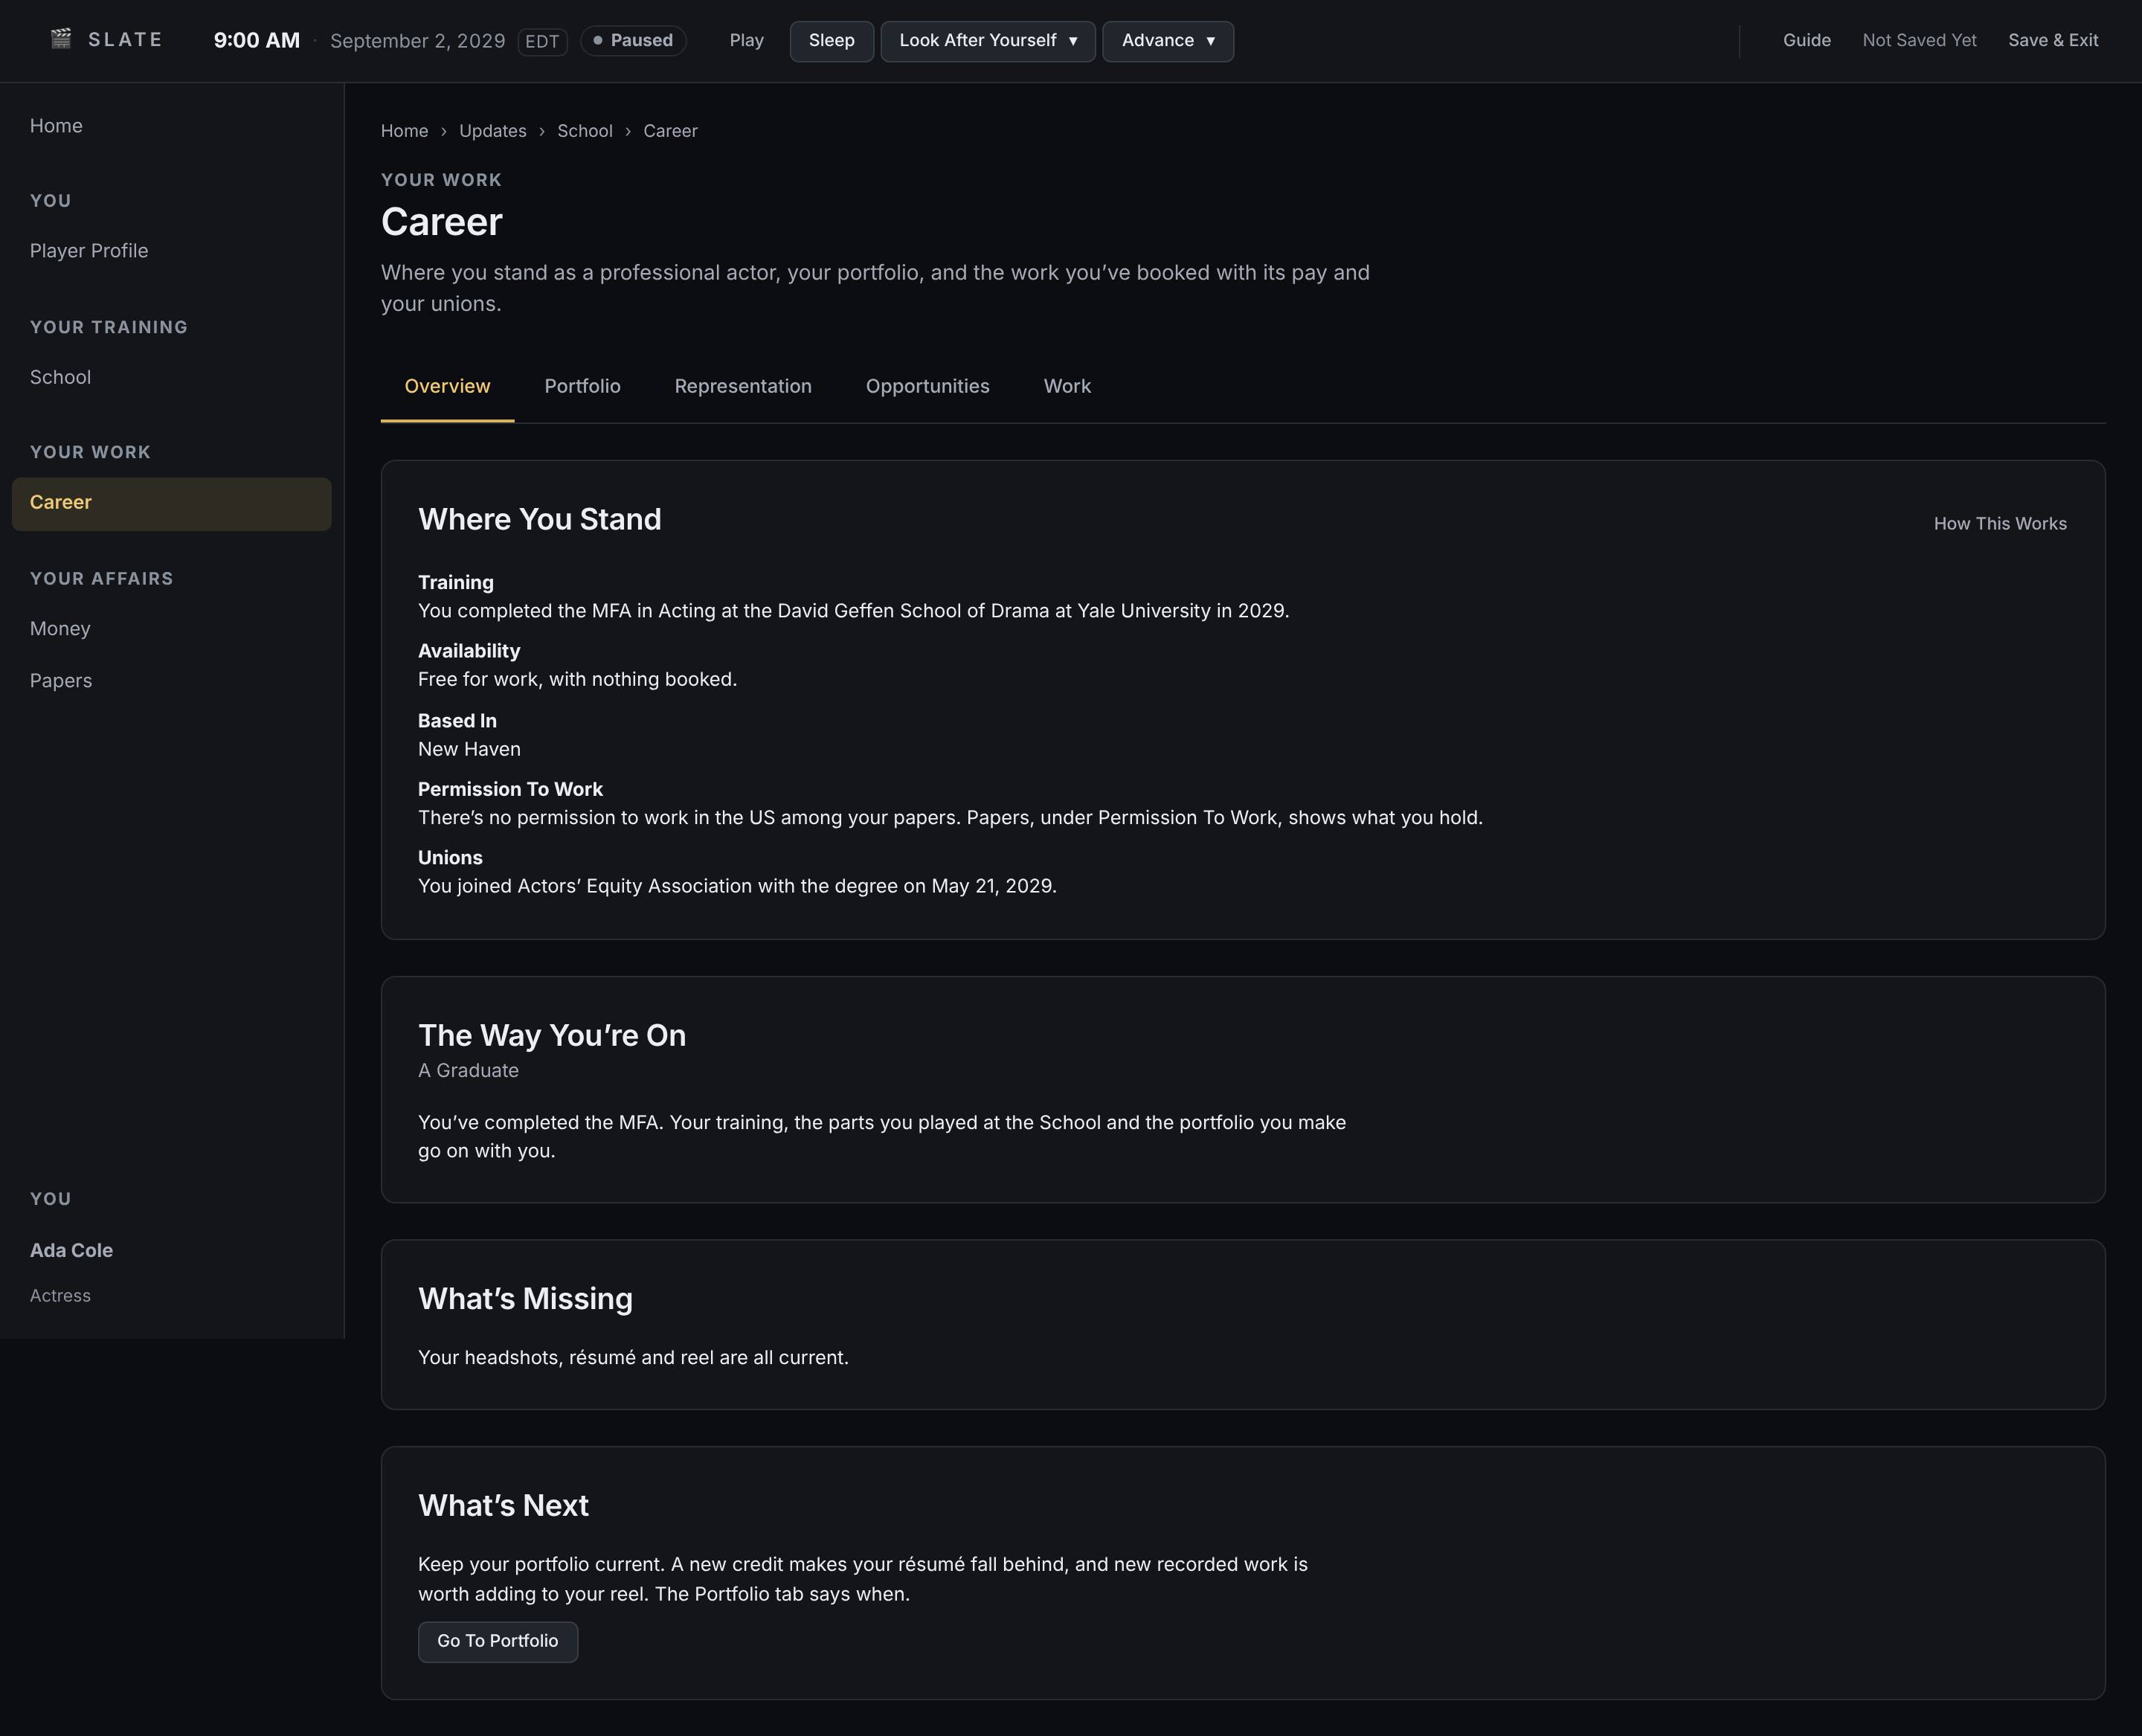 SLATE
9:00 AM · September 2, 2029 EDT Paused Play Sleep Look After Yourself ▾ Advance ▾ Guide Not Saved Yet Save & Exit
Home
YOU
Player Profile
YOUR TRAINING
School
YOUR WORK
Career
YOUR AFFAIRS
Money
Papers
YOU
Ada Cole
Actress
Home › Updates › School › Career
YOUR WORK
Career
Where you stand as a professional actor, your portfolio, and the work you’ve booked with its pay and
your unions.
Overview Portfolio Representation Opportunities Work
Where You Stand
How This Works
Training
You completed the MFA in Acting at the David Geffen School of Drama at Yale University in 2029.
Availability
Free for work, with nothing booked.
Based In
New Haven
Permission To Work
There’s no permission to work in the US among your papers. Papers, under Permission To Work, shows what you hold.
Unions
You joined Actors’ Equity Association with the degree on May 21, 2029.
The Way You’re On
A Graduate
You’ve completed the MFA. Your training, the parts you played at the School and the portfolio you make
go on with you.
What’s Missing
Your headshots, résumé and reel are all current.
What’s Next
Keep your portfolio current. A new credit makes your résumé fall behind, and new recorded work is
worth adding to your reel. The Portfolio tab says when.
Go To Portfolio